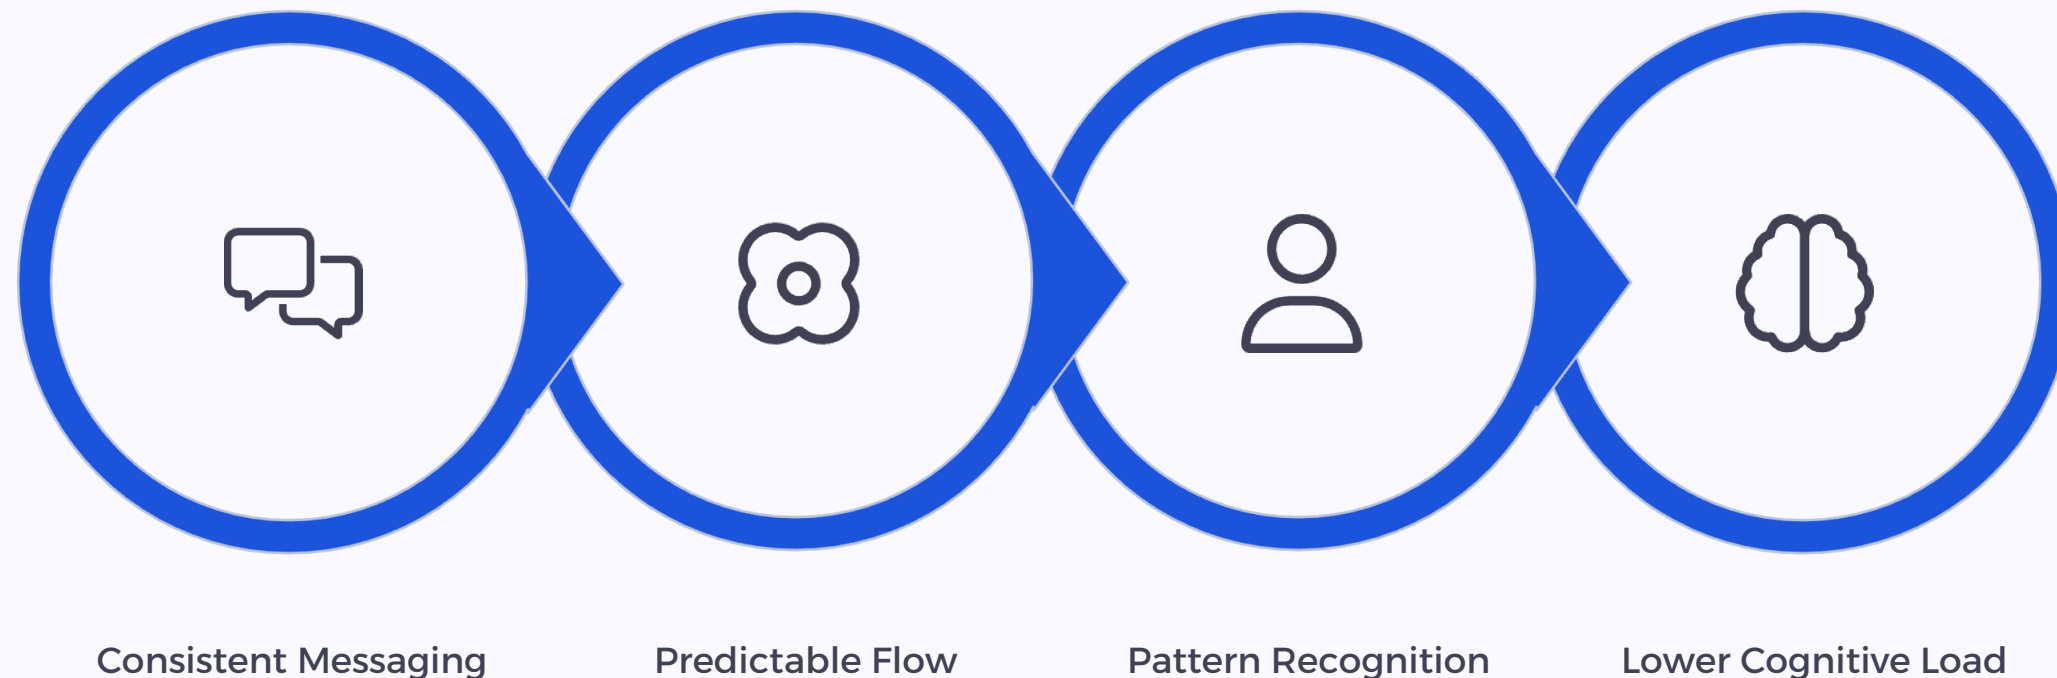 Consistent Messaging
Predictable Flow
Pattern Recognition
Lower Cognitive Load